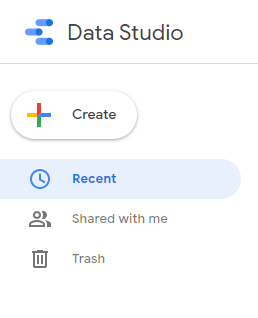 Data Studio
Create
Recent
Shared with me
Trash